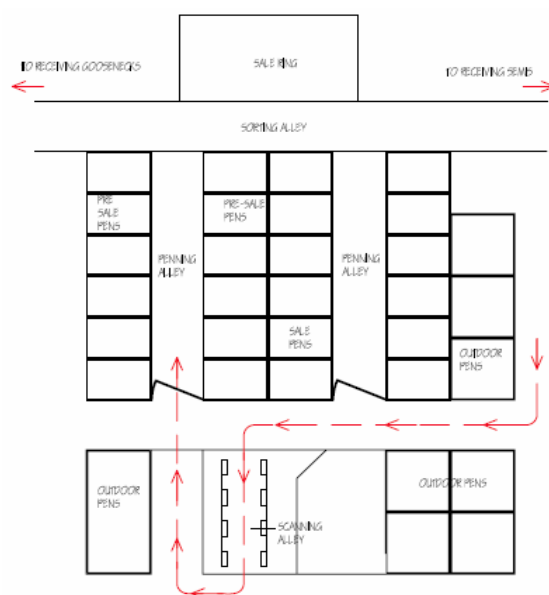 TO RECEIVING GOOSENECKS
SALE RING
TO RECEIVING SEMIS
SORTING ALLEY
PRE
SALE
PENS
PRE-SALE
PENS
PENNING
ALLEY
PENNING
ALLEY
SALE
PENS
OUTDOOR
PENS
OUTDOOR
PENS
OUTDOOR PENS
SCANNING
ALLEY